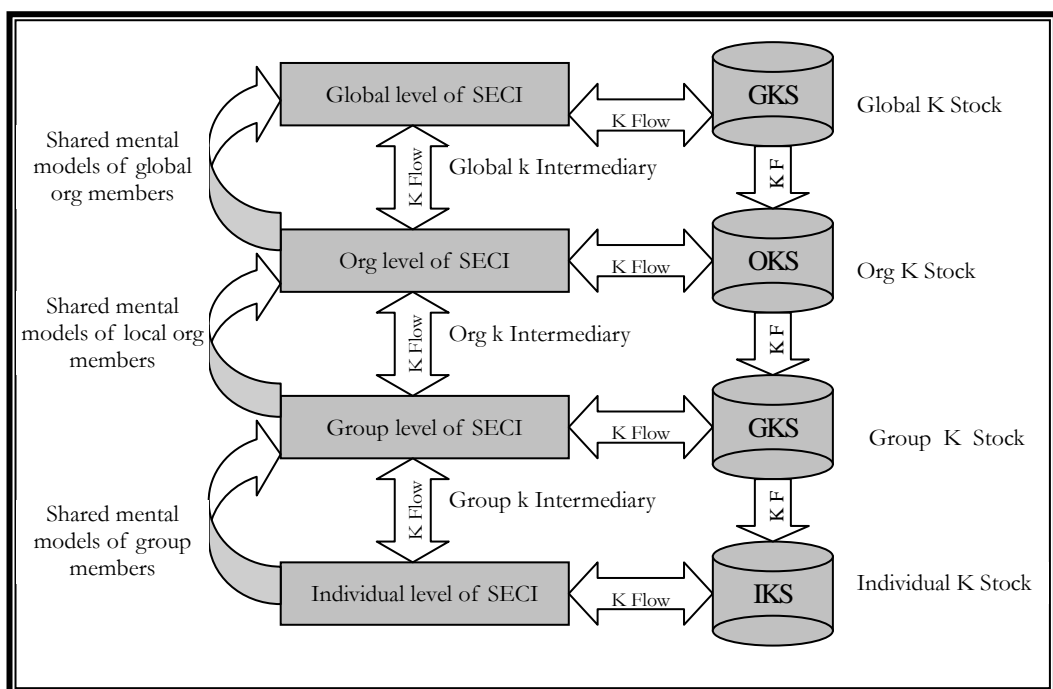 Global level of SECI
K Flow
GKS
Global K Stock
Shared mental
models of global
org members
K Flow
Global k Intermediary
K F
Org level of SECI
K Flow
OKS
Org K Stock
Shared mental
models of local org
members
K Flow
Org k Intermediary
K F
Group level of SECI
K Flow
GKS
Group K Stock
Shared mental
models of group
members
K Flow
Group k Intermediary
K F
Individual level of SECI
K Flow
IKS
Individual K Stock